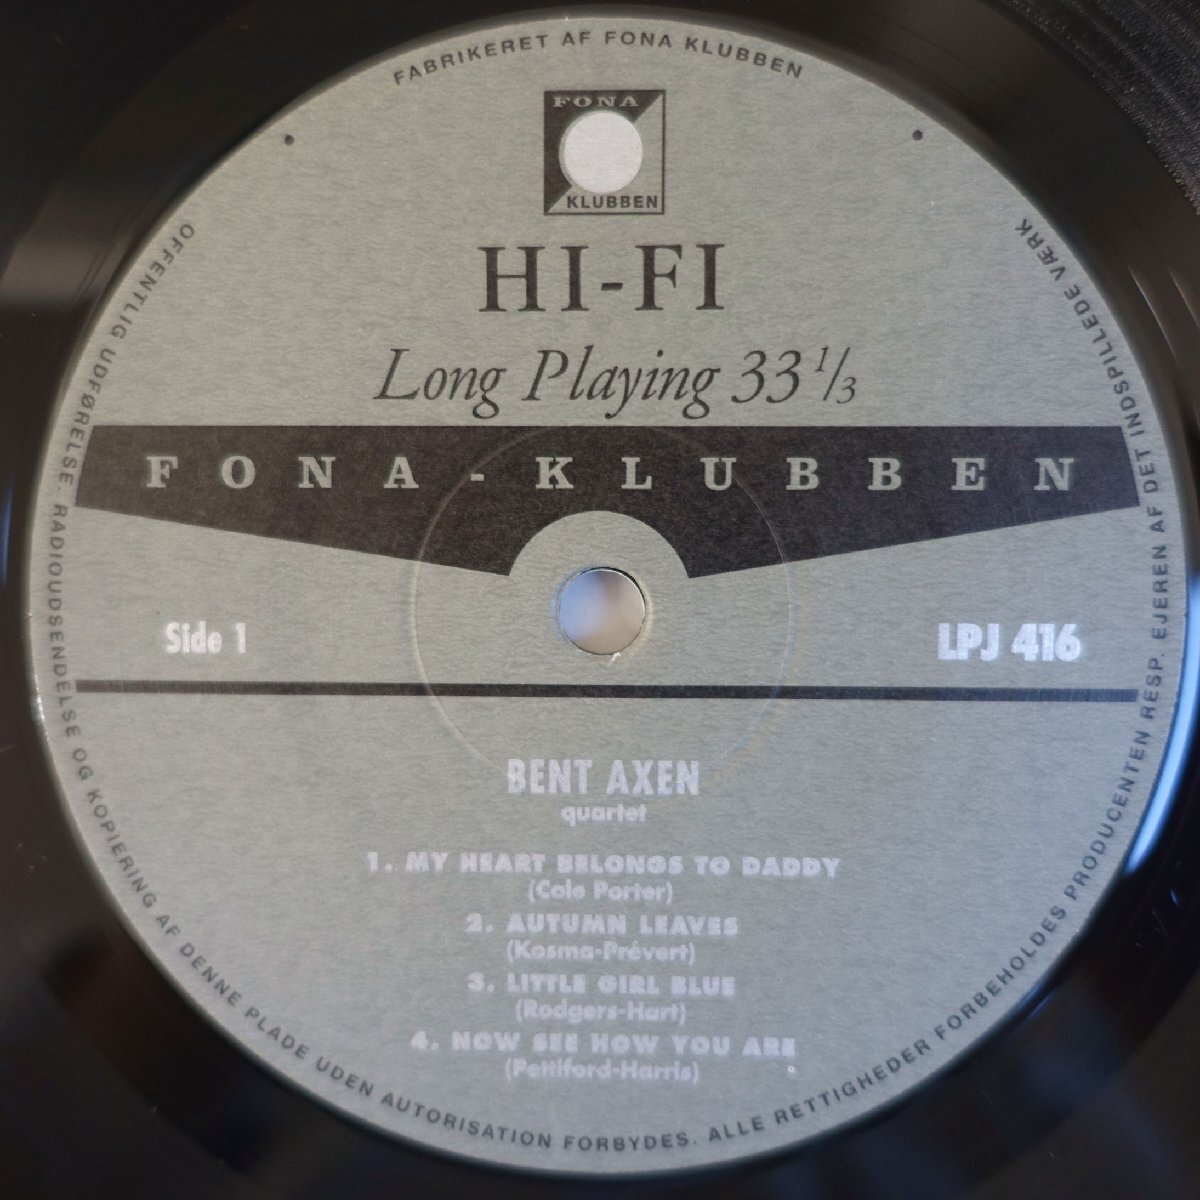 FABRIKERET AF FONA KLUBBEN
FONA
KLUBBEN
HI-FI
Long Playing 33 1/3
FONA-KLUBBEN
Side 1
LPJ 416
BENT AXEN
quartet
1. MY HEART BELONGS TO DADDY
(Cole Porter)
2. AUTUMN LEAVES
(Kosma-Prévert)
3. LITTLE GIRL BLUE
(Rodgers-Hart)
4. NOW SEE HOW YOU ARE
(Pettiford-Harris)
ALLE RETTIGHEDER FORBEHOLDES PRODUCENTEN RESP. EJEREN AF DET INDSPILLEDE VÆRK
OFFENTLIG UDFØRELSE. RADIOUDSENDELSE OG KOPIERING AF DENNE PLADE UDEN AUTORISATION FORBYDES.